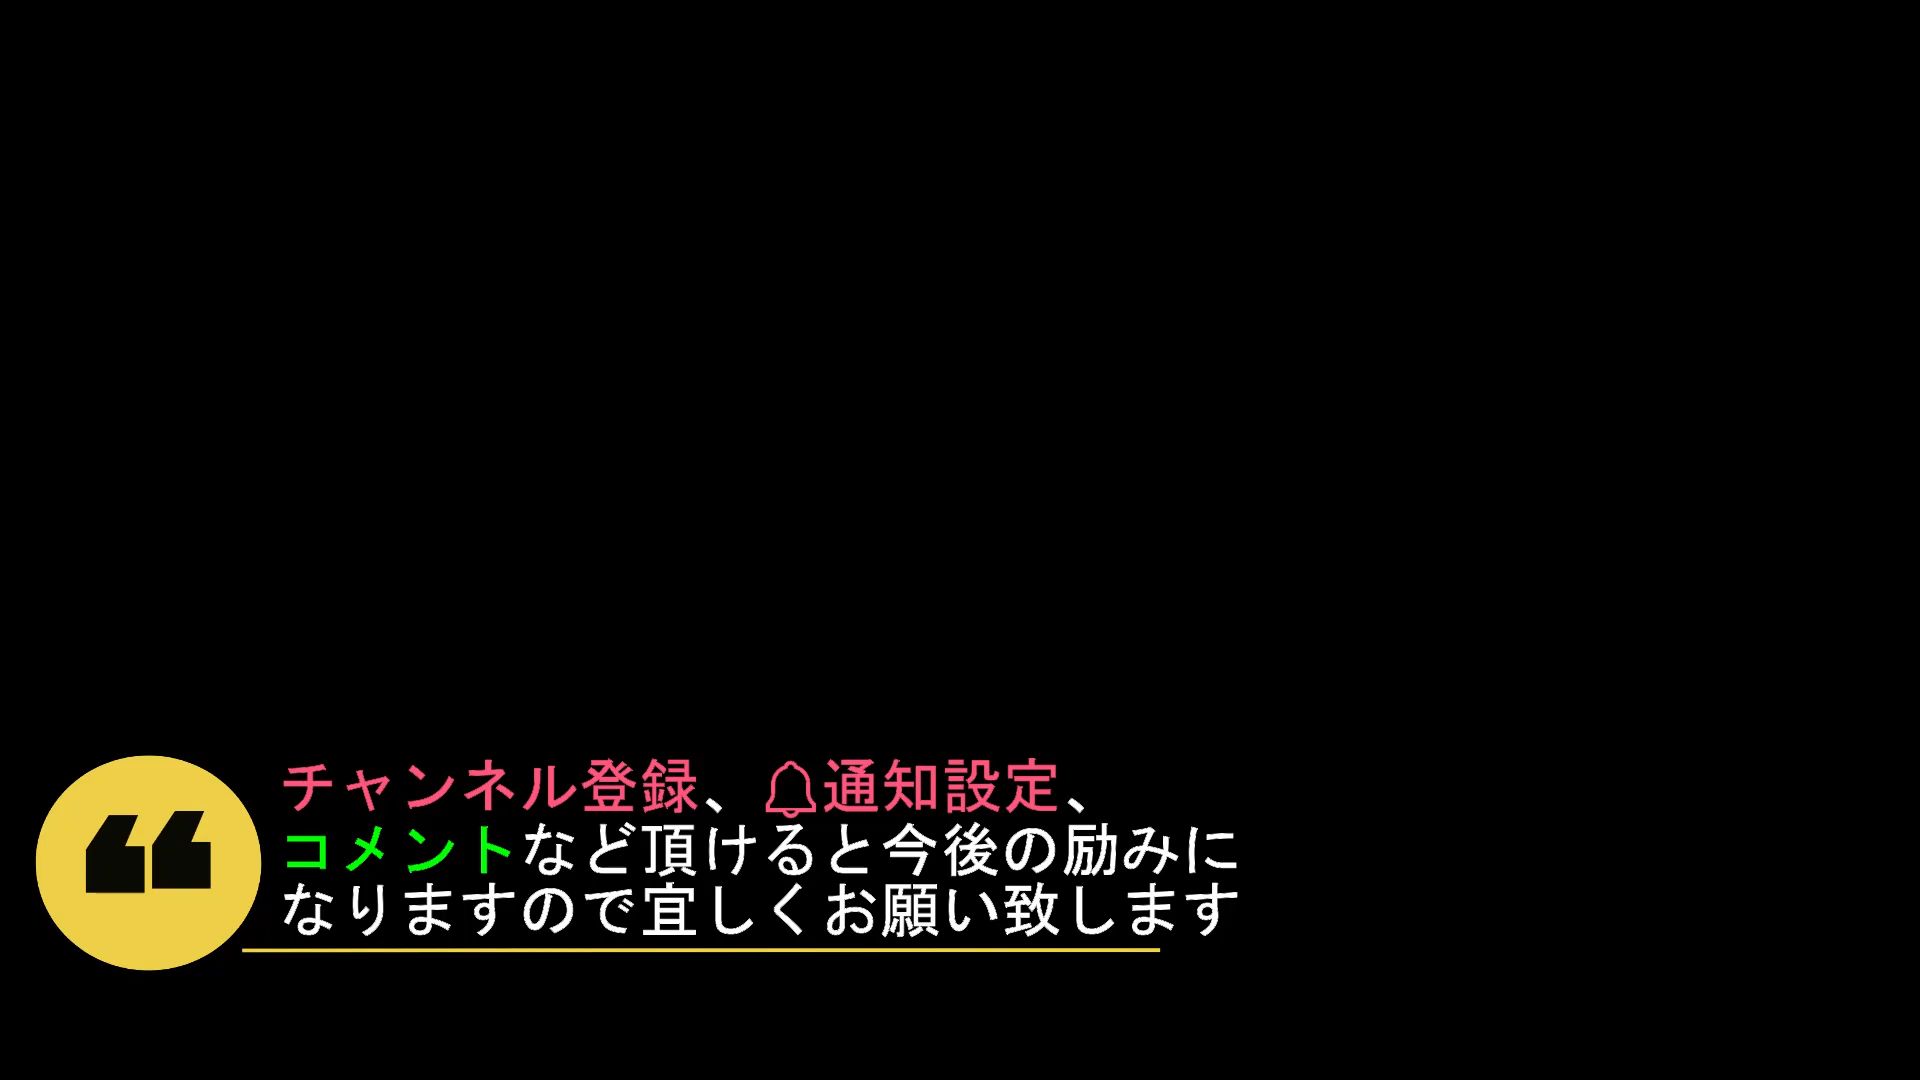 チャンネル登録、🔔通知設定、
コメントなど頂けると今後の励みに
なりますので宜しくお願い致します